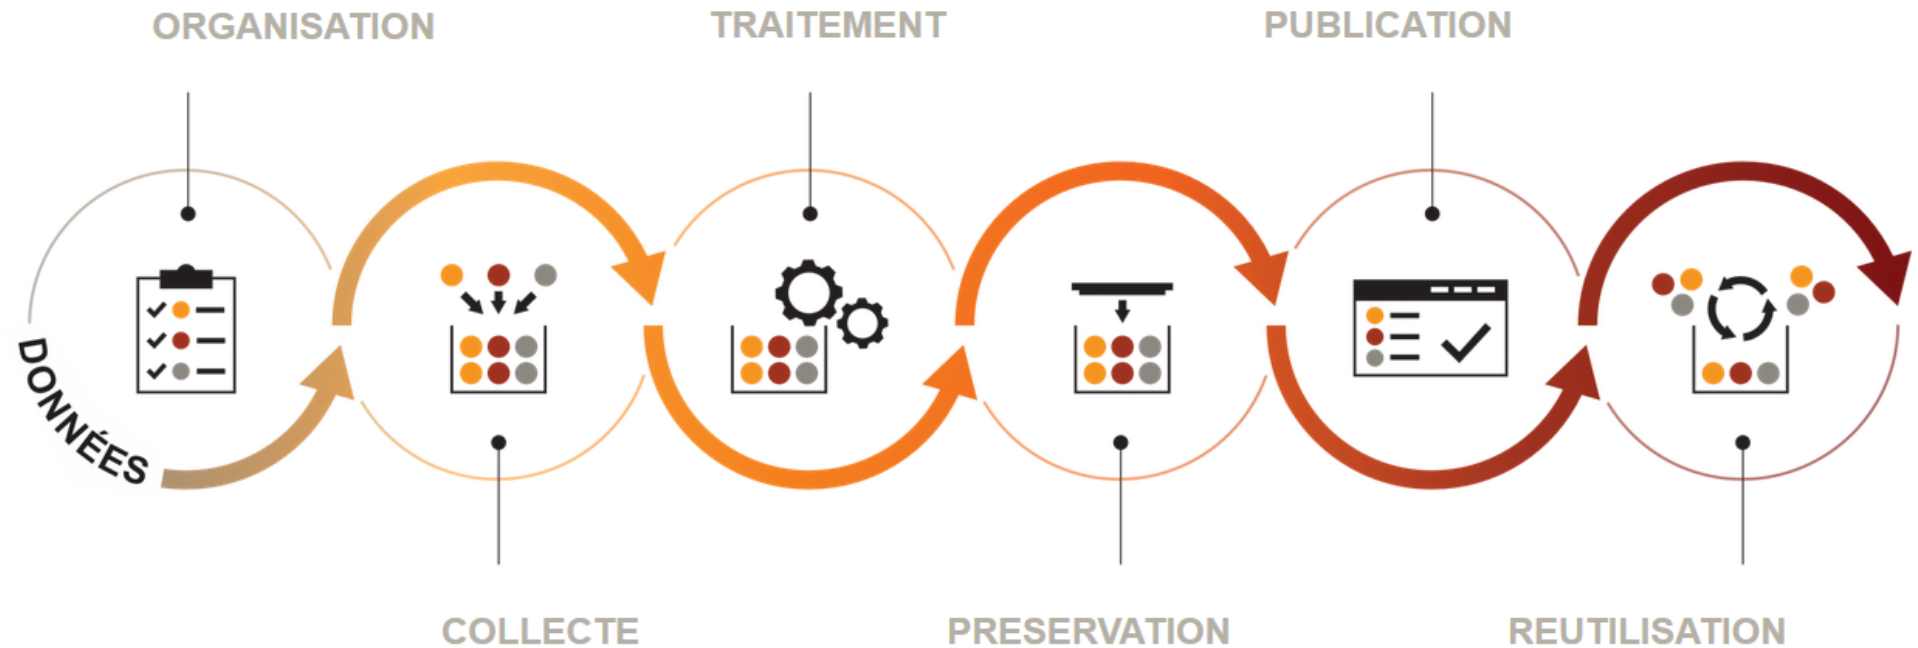 ORGANISATION
TRAITEMENT
PUBLICATION
DONNÉES
COLLECTE
PRESERVATION
REUTILISATION